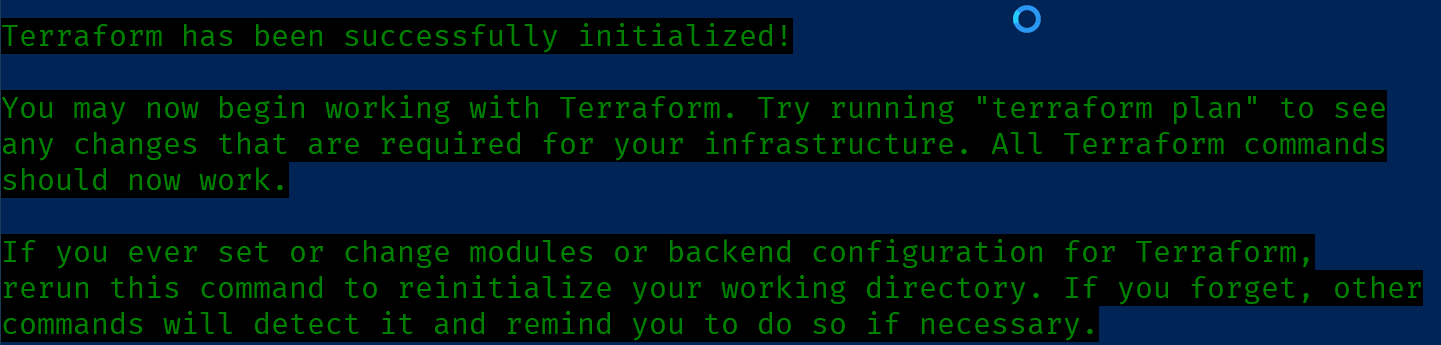 Terraform has been successfully initialized!
You may now begin working with Terraform. Try running "terraform plan" to see
any changes that are required for your infrastructure. All Terraform commands
should now work.
If you ever set or change modules or backend configuration for Terraform,
rerun this command to reinitialize your working directory. If you forget, other
commands will detect it and remind you to do so if necessary.